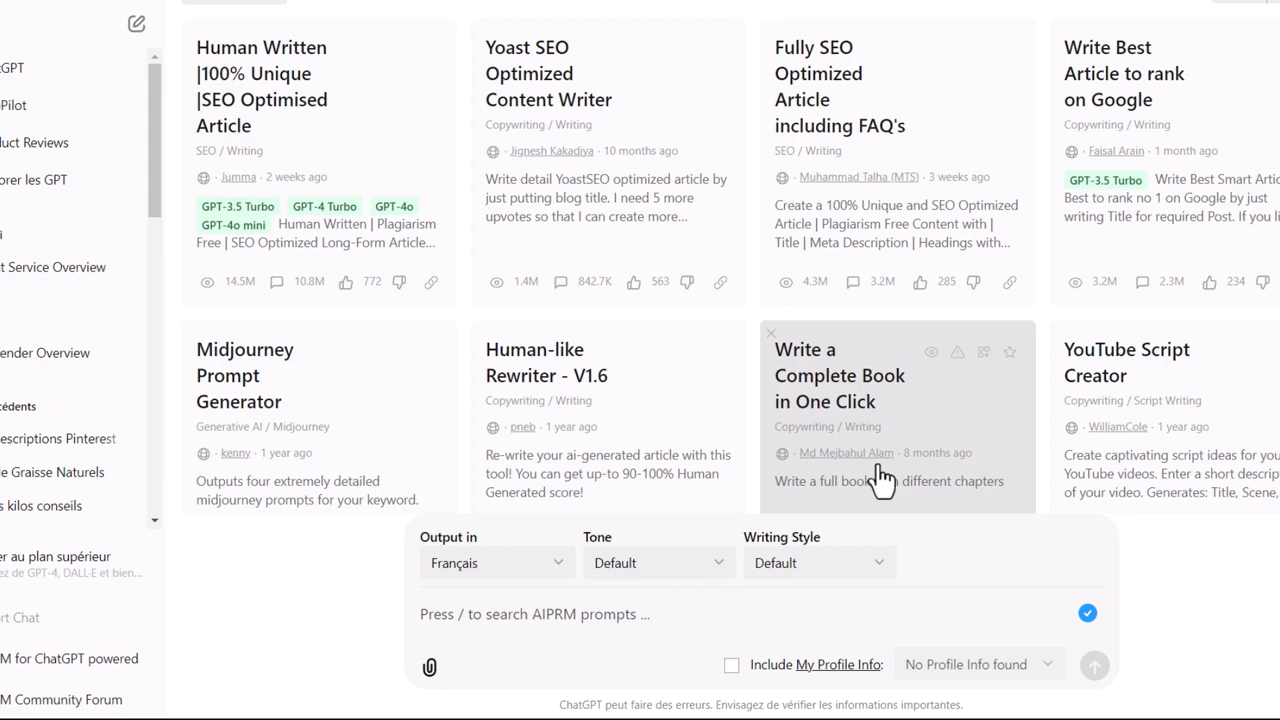 tGPT
Pilot
duct Reviews
orer les GPT
i
t Service Overview
ender Overview
cédents
escriptions Pinterest
de Graisse Naturels
s kilos conseils
er au plan supérieur
ez de GPT-4, DALL·E et bien...
rt Chat
M for ChatGPT powered
M Community Forum
Human Written
|100% Unique
|SEO Optimised
Article
SEO / Writing
· Jumma · 2 weeks ago
GPT-3.5 Turbo GPT-4 Turbo GPT-4o
GPT-4o mini Human Written | Plagiarism
Free | SEO Optimized Long-Form Article...
14.5M 10.8M 772
Yoast SEO
Optimized
Content Writer
Copywriting / Writing
· Jignesh Kakadiya · 10 months ago
Write detail YoastSEO optimized article by
just putting blog title. I need 5 more
upvotes so that I can create more...
1.4M 842.7K 563
Fully SEO
Optimized
Article
including FAQ's
SEO / Writing
· Muhammad Talha (MTS) · 3 weeks ago
Create a 100% Unique and SEO Optimized
Article | Plagiarism Free Content with |
Title | Meta Description | Headings with...
4.3M 3.2M 285
Write Best
Article to rank
on Google
Copywriting / Writing
· Faisal Arain · 1 month ago
GPT-3.5 Turbo Write Best Smart Artic
Best to rank no 1 on Google by just
writing Title for required Post. If you li
3.2M 2.3M 234
Midjourney
Prompt
Generator
Generative AI / Midjourney
· kenny · 1 year ago
Outputs four extremely detailed
midjourney prompts for your keyword.
Human-like
Rewriter - V1.6
Copywriting / Writing
· pneb · 1 year ago
Re-write your ai-generated article with this
tool! You can get up-to 90-100% Human
Generated score!
Write a
Complete Book
in One Click
Copywriting / Writing
· Md Mejbahul Alam · 8 months ago
Write a full book different chapters
YouTube Script
Creator
Copywriting / Script Writing
· WilliamCole · 1 year ago
Create captivating script ideas for you
YouTube videos. Enter a short descript
of your video. Generates: Title, Scene,
Output in Tone Writing Style
Français Default Default
Press / to search AIPRM prompts ...
Include My Profile Info: No Profile Info found
ChatGPT peut faire des erreurs. Envisagez de vérifier les informations importantes.